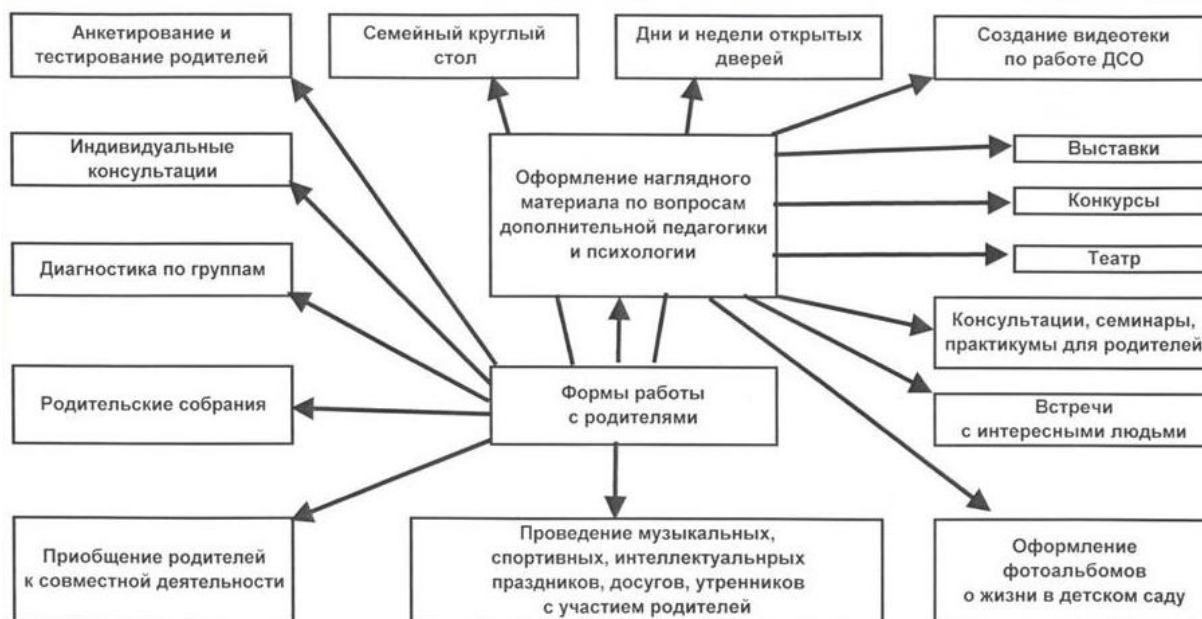 Анкетирование и
тестирование родителей
Семейный круглый
стол
Дни и недели открытых
дверей
Создание видеотеки
по работе ДСО
Индивидуальные
консультации
Оформление наглядного
материала по вопросам
дополнительной педагогики
и психологии
Выставки
Конкурсы
Театр
Диагностика по группам
Консультации, семинары,
практикумы для родителей
Родительские собрания
Формы работы
с родителями
Встречи
с интересными людьми
Приобщение родителей
к совместной деятельности
Проведение музыкальных,
спортивных, интеллектуальнрых
праздников, досугов, утренников
с участием родителей
Оформление
фотоальбомов
о жизни в детском саду